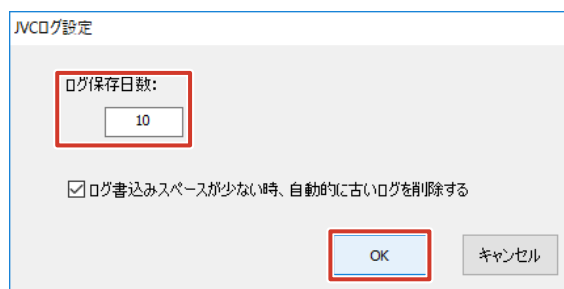 JVCログ設定
ログ保存日数:
10
ログ書込みスペースが少ない時、自動的に古いログを削除する
OK
キャンセル